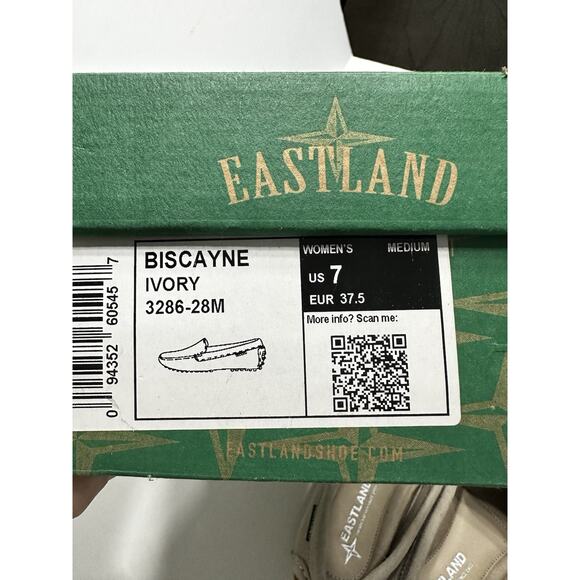 EASTLAND
BISCAYNE
IVORY
3286-28M
WOMEN'S MEDIUM
US 7
EUR 37.5
More info? Scan me:
0 94352 60545 7
EASTLANDSHOE.COM
EASTLAND
EASTLAND